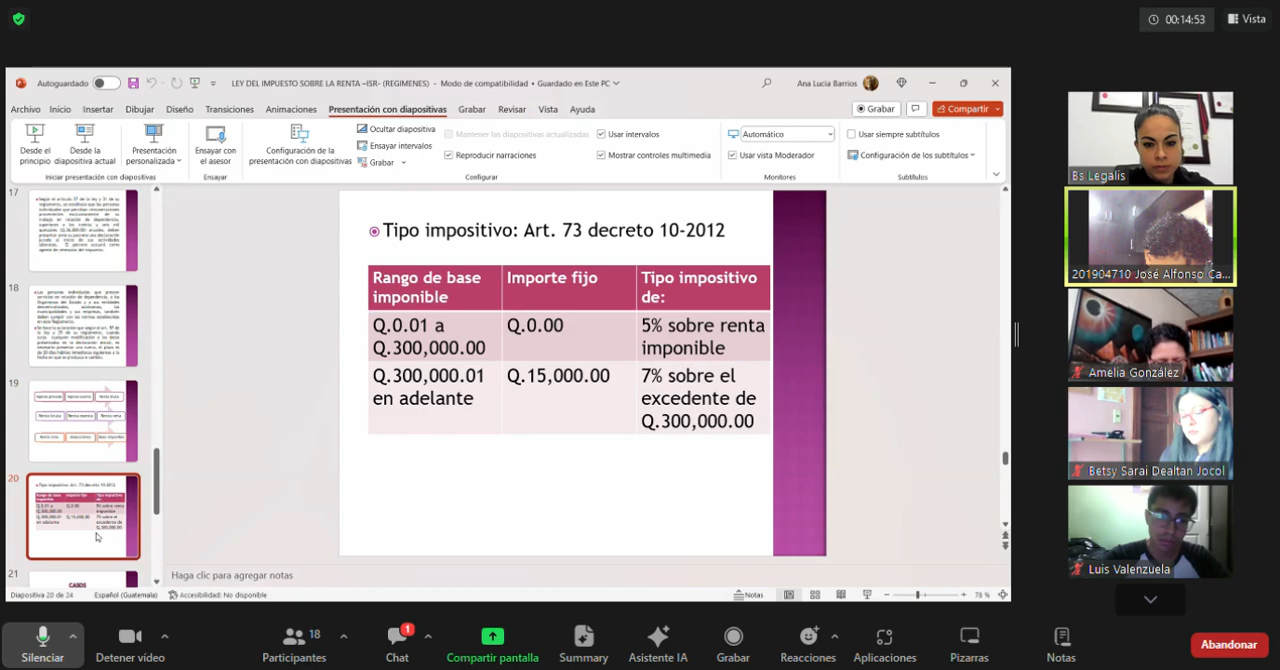 00:14:53
Vista
Autoguardado
LEY DEL IMPUESTO SOBRE LA RENTA –ISR- (REGIMENES) - Modo de compatibilidad • Guardado en Este PC
Ana Lucia Barrios
Archivo Inicio Insertar Dibujar Diseño Transiciones Animaciones Presentación con diapositivas Grabar Revisar Vista Ayuda
Grabar
Compartir
Desde el principio
Desde la diapositiva actual
Presentación personalizada
Ensayar con el asesor
Configuración de la presentación con diapositivas
Ocultar diapositiva
Ensayar intervalos
Grabar
Mantener las diapositivas actualizadas
Reproducir narraciones
Usar intervalos
Mostrar controles multimedia
Automático
Usar vista Moderador
Usar siempre subtítulos
Configuración de los subtítulos
Iniciar presentación con diapositivas
Ensayar
Configurar
Monitores
Subtítulos
17
18
19
20
21
CASOS
Tipo impositivo: Art. 73 decreto 10-2012
Rango de base imponible
Importe fijo
Tipo impositivo de:
Q.0.01 a Q.300,000.00
Q.0.00
5% sobre renta imponible
Q.300,000.01 en adelante
Q.15,000.00
7% sobre el excedente de Q.300,000.00
Haga clic para agregar notas
Diapositiva 20 de 24
Español (Guatemala)
Accesibilidad: No disponible
Notas
78 %
Bs Legalis
201904710 José Alfonso Ca...
Amelia González
Betsy Sarai Dealtan Jocol
Luis Valenzuela
Silenciar
Detener vídeo
18
Participantes
1
Chat
Compartir pantalla
Summary
Asistente IA
Grabar
Reacciones
Aplicaciones
Pizarras
Notas
Abandonar